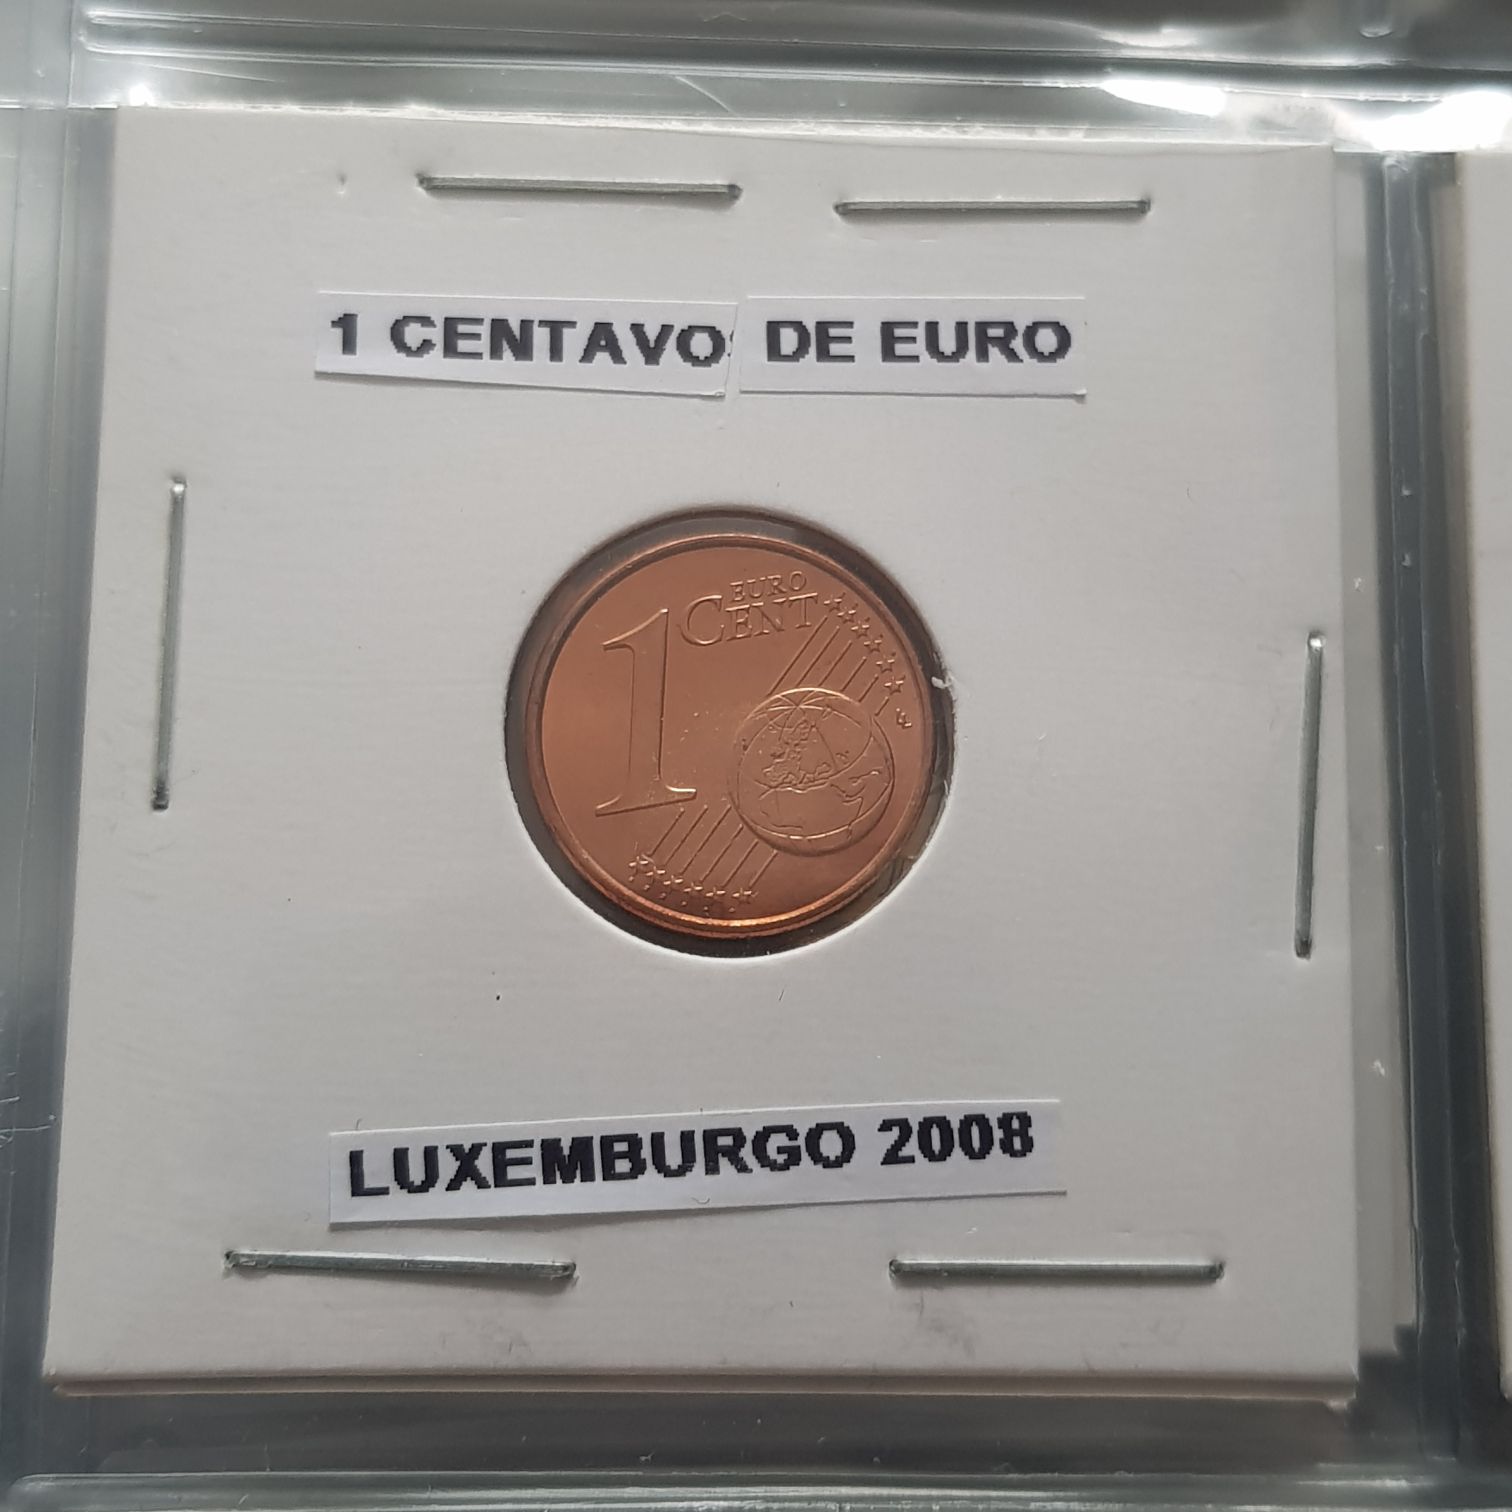 1 CENTAVO DE EURO
EURO
1 CENT
LUXEMBURGO 2008